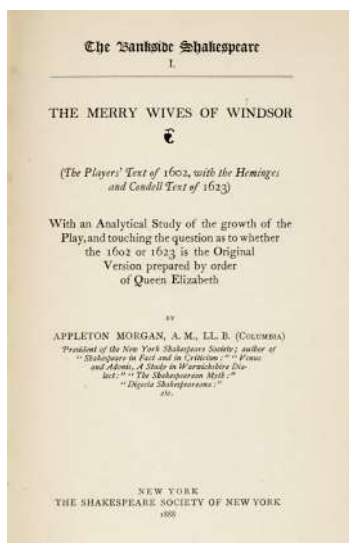 The Bankside Shakespeare
I.
THE MERRY WIVES OF WINDSOR
(The Players' Text of 1602, with the Heminges
and Condell Text of 1623)
With an Analytical Study of the growth of the
Play, and touching the question as to whether
the 1602 or 1623 is the Original
Version prepared by order
of Queen Elizabeth
BY
APPLETON MORGAN, A. M., LL. B. (COLUMBIA)
President of the New York Shakespeare Society; author of
"Shakespeare in Fact and in Criticism:" "Venus
and Adonis, A Study in Warwickshire Dia-
lect:" "The Shakespearean Myth:"
"Digesta Shakespeareana:"
etc.
NEW YORK
THE SHAKESPEARE SOCIETY OF NEW YORK
1888